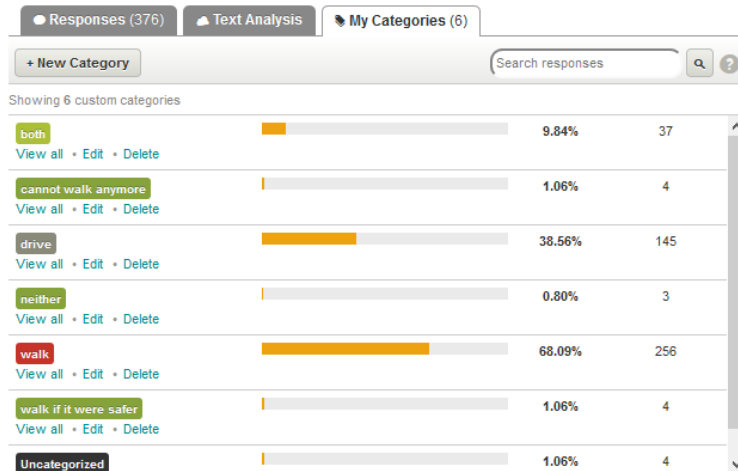 Responses (376) Text Analysis My Categories (6)
+ New Category Search responses ?
Showing 6 custom categories
both 9.84% 37
View all • Edit • Delete
cannot walk anymore 1.06% 4
View all • Edit • Delete
drive 38.56% 145
View all • Edit • Delete
neither 0.80% 3
View all • Edit • Delete
walk 68.09% 256
View all • Edit • Delete
walk if it were safer 1.06% 4
View all • Edit • Delete
Uncategorized 1.06% 4